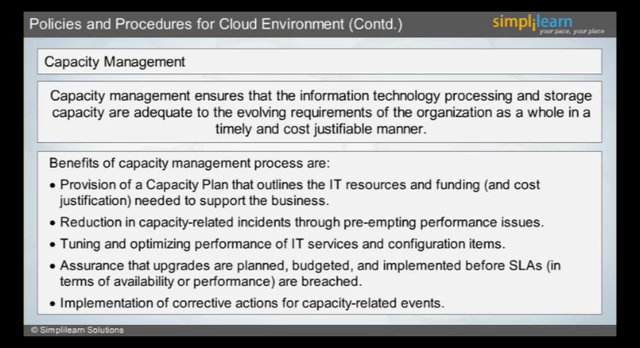 Policies and Procedures for Cloud Environment (Contd.)
simplilearn
your pace, your place
Capacity Management
Capacity management ensures that the information technology processing and storage
capacity are adequate to the evolving requirements of the organization as a whole in a
timely and cost justifiable manner.
Benefits of capacity management process are:
• Provision of a Capacity Plan that outlines the IT resources and funding (and cost
justification) needed to support the business.
• Reduction in capacity-related incidents through pre-empting performance issues.
• Tuning and optimizing performance of IT services and configuration items.
• Assurance that upgrades are planned, budgeted, and implemented before SLAs (in
terms of availability or performance) are breached.
• Implementation of corrective actions for capacity-related events.
© Simplilearn Solutions